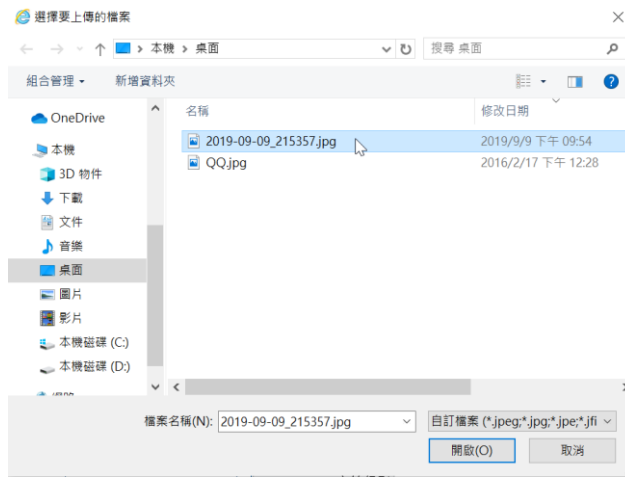 選擇要上傳的檔案
本機 › 桌面
搜尋 桌面
組合管理
新增資料夾
名稱
修改日期
OneDrive
本機
3D 物件
下載
文件
音樂
桌面
圖片
影片
本機磁碟 (C:)
本機磁碟 (D:)
2019-09-09_215357.jpg 2019/9/9 下午 09:54
QQ.jpg 2016/2/17 下午 12:28
檔案名稱(N): 2019-09-09_215357.jpg
自訂檔案 (*.jpeg;*.jpg;*.jpe;*.jfi
開啟(O)
取消